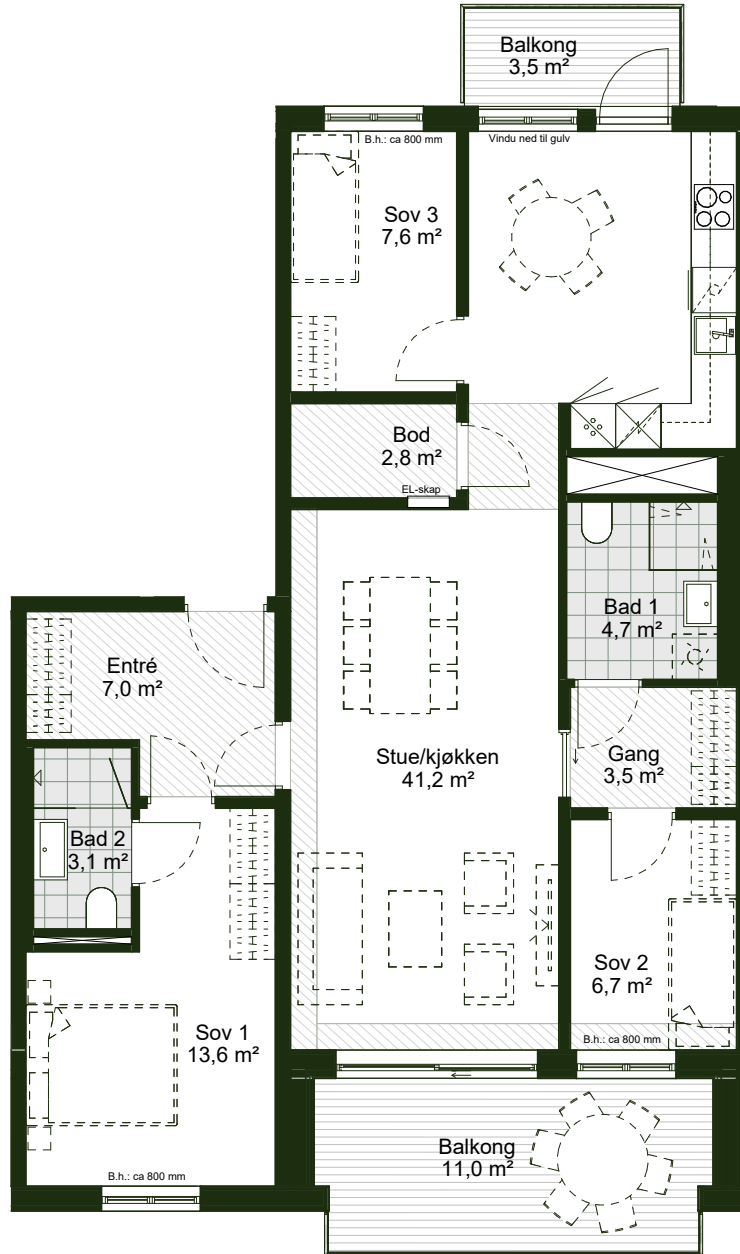 Balkong
3,5 m²
B.h.: ca 800 mm
Vindu ned til gulv
Sov 3
7,6 m²
Bod
2,8 m²
EL-skap
Bad 1
4,7 m²
Entré
7,0 m²
Stue/kjøkken
41,2 m²
Gang
3,5 m²
Bad 2
3,1 m²
Sov 2
6,7 m²
Sov 1
13,6 m²
B.h.: ca 800 mm
Balkong
11,0 m²
B.h.: ca 800 mm